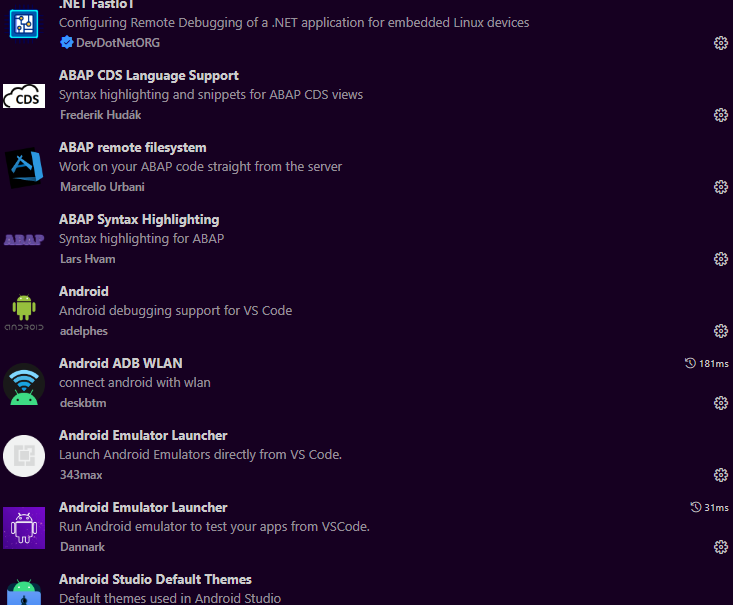 .NET FastIoT
Configuring Remote Debugging of a .NET application for embedded Linux devices
DevDotNetORG
ABAP CDS Language Support
CDS
Syntax highlighting and snippets for ABAP CDS views
Frederik Hudák
ABAP remote filesystem
Work on your ABAP code straight from the server
Marcello Urbani
ABAP Syntax Highlighting
ABAP
Syntax highlighting for ABAP
Lars Hvam
Android
Android debugging support for VS Code
ANDROID
adelphes
Android ADB WLAN
181ms
connect android with wlan
deskbtm
Android Emulator Launcher
Launch Android Emulators directly from VS Code.
343max
Android Emulator Launcher
31ms
Run Android emulator to test your apps from VSCode.
Dannark
Android Studio Default Themes
Default themes used in Android Studio